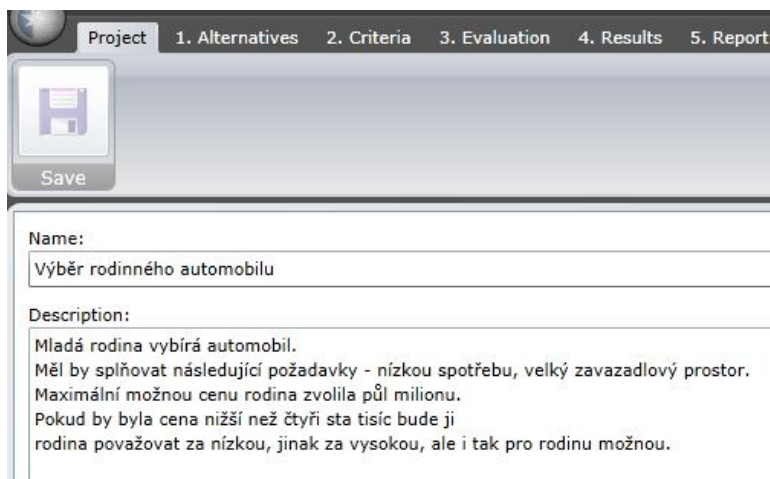 Project 1. Alternatives 2. Criteria 3. Evaluation 4. Results 5. Report
Save
Name:
Výběr rodinného automobilu
Description:
Mladá rodina vybírá automobil.
Měl by splňovat následující požadavky - nízkou spotřebu, velký zavazadlový prostor.
Maximální možnou cenu rodina zvolila půl milionu.
Pokud by byla cena nižší než čtyři sta tisíc bude ji
rodina považovat za nízkou, jinak za vysokou, ale i tak pro rodinu možnou.